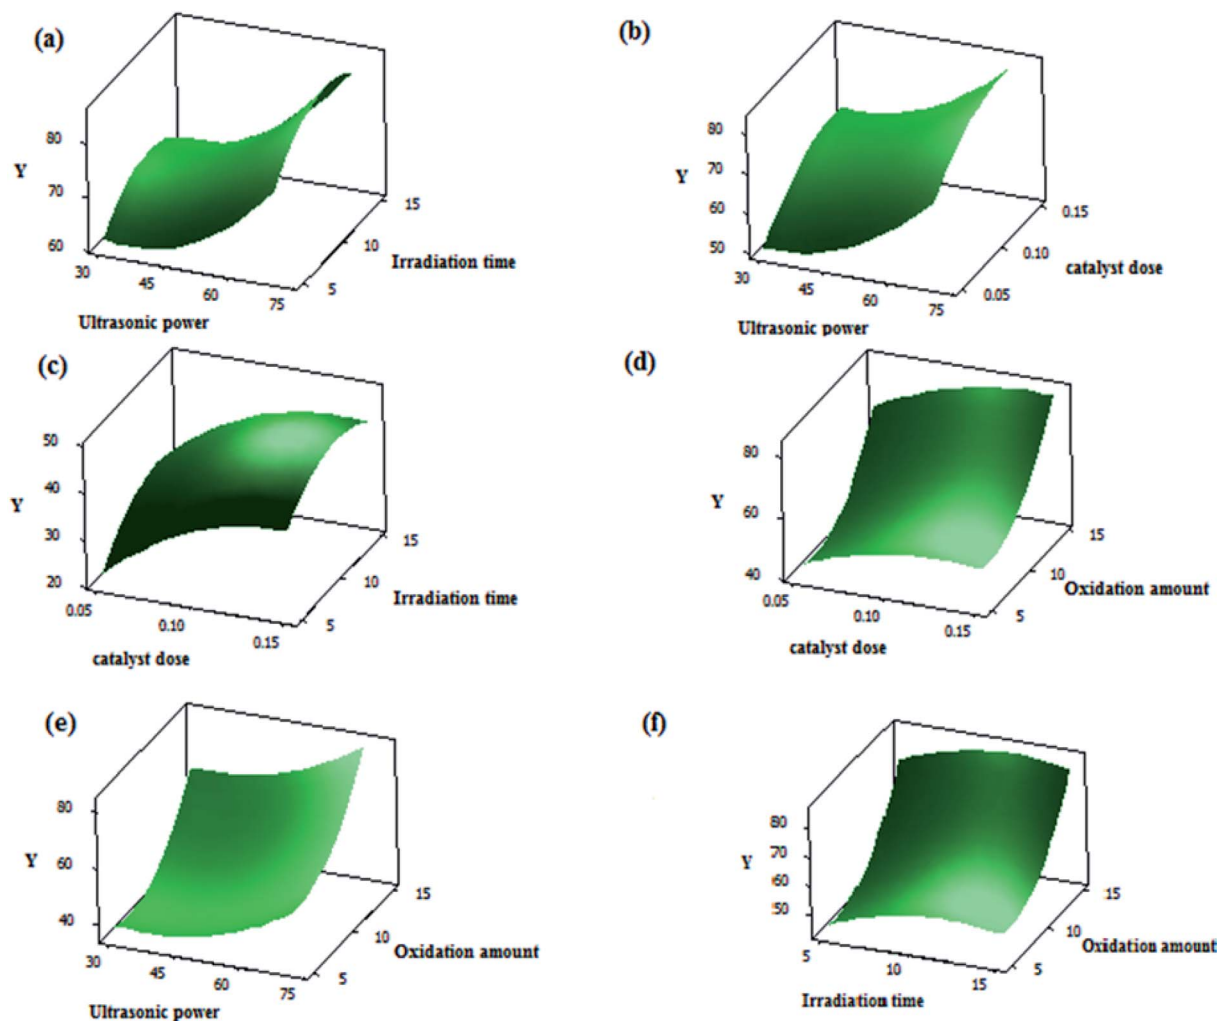 (a)
80
Y
70
60
30
45
60
75
Ultrasonic power
5
10
15
Irradiation time
(b)
80
Y
70
60
50
30
45
60
75
Ultrasonic power
0.05
0.10
0.15
catalyst dose
(c)
50
40
Y
30
20
0.05
0.10
0.15
catalyst dose
5
10
15
Irradiation time
(d)
80
Y
60
40
0.05
0.10
0.15
catalyst dose
5
10
15
Oxidation amount
(e)
80
Y
60
40
30
45
60
75
Ultrasonic power
5
10
15
Oxidation amount
(f)
80
70
Y
60
50
5
10
15
Irradiation time
5
10
15
Oxidation amount